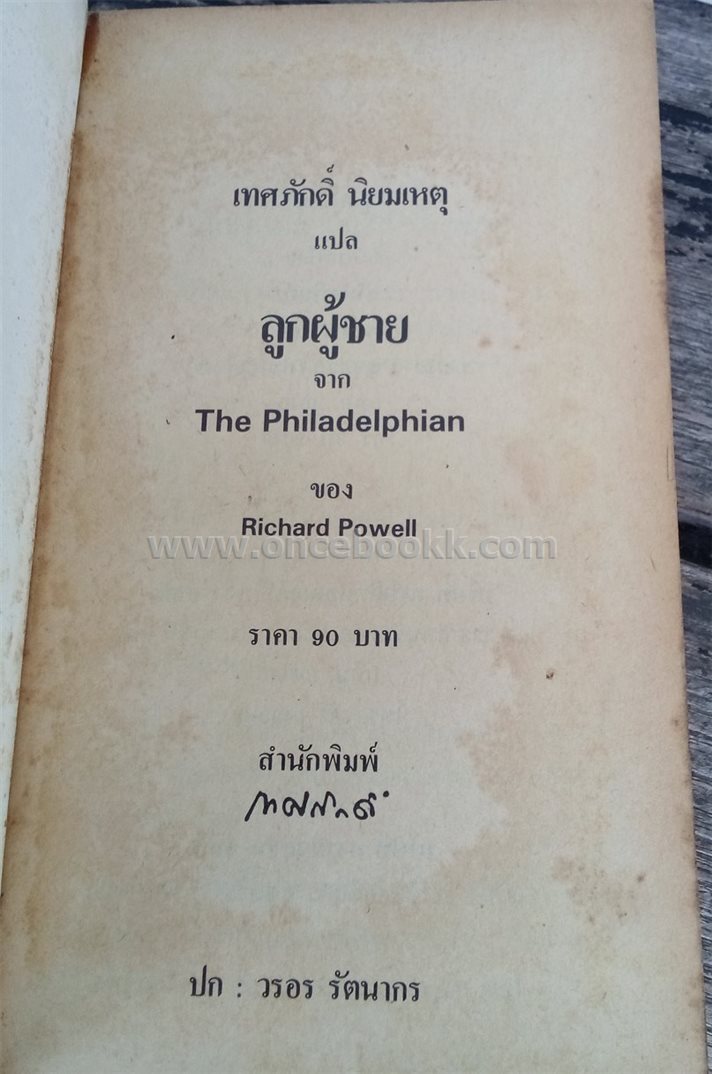 เทศภักดิ์ นิยมเหตุ
แปล
ลูกผู้ชาย
จาก
The Philadelphian
ของ
Richard Powell
www.oncebookk.com
ราคา ๙๐ บาท
สำนักพิมพ์
ปก : วรอร รัตนากร